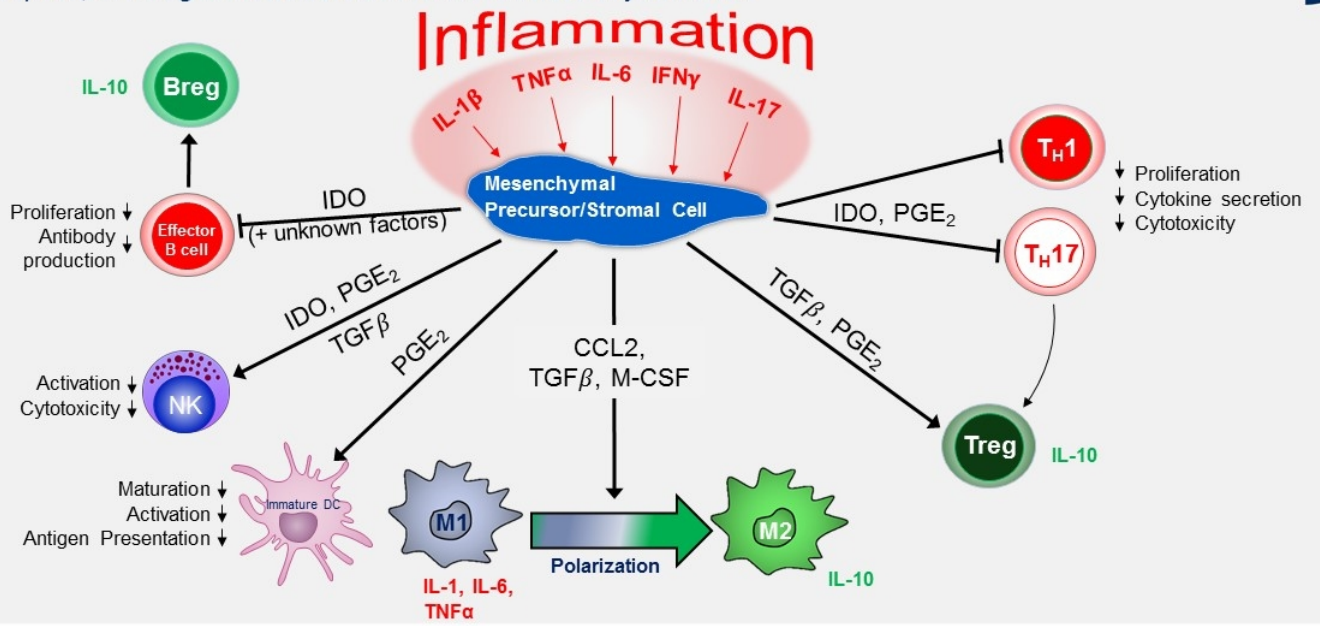 Inflammation
IL-1β
TNFα
IL-6
IFNγ
IL-17
Mesenchymal
Precursor/Stromal Cell
IL-10
Breg
Proliferation ↓
Antibody ↓
production
Effector
B cell
IDO
(+ unknown factors)
T_H1
T_H17
↓ Proliferation
↓ Cytokine secretion
↓ Cytotoxicity
IDO, PGE₂
IDO, PGE₂
TGFβ
PGE₂
CCL2,
TGFβ, M-CSF
TGFβ, PGE₂
Activation ↓
Cytotoxicity ↓
NK
Treg
IL-10
Maturation ↓
Activation ↓
Antigen Presentation ↓
Immature DC
M1
IL-1, IL-6,
TNFα
Polarization
M2
IL-10